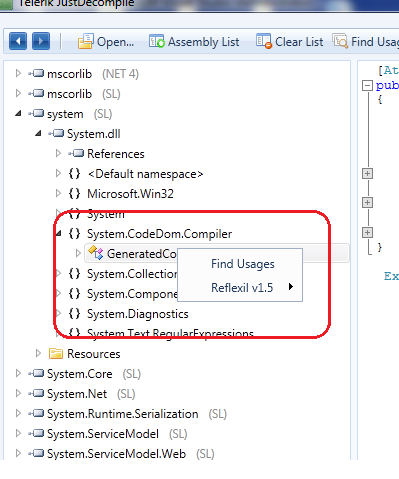 Telerik JustDecompile
Open... Assembly List Clear List Find Usag
mscorlib (NET 4)
mscorlib (SL)
system (SL)
System.dll
References
{} <Default namespace>
{} Microsoft.Win32
{} System
{} System.CodeDom.Compiler
GeneratedCo
Find Usages
{} System.Collection
Reflexil v1.5
{} System.Compone
{} System.Diagnostics
{} System.Text.RegularExpressions
Resources
System.Core (SL)
System.Net (SL)
System.Runtime.Serialization (SL)
System.ServiceModel (SL)
System.ServiceModel.Web (SL)
[At
pub
{
}
Ex